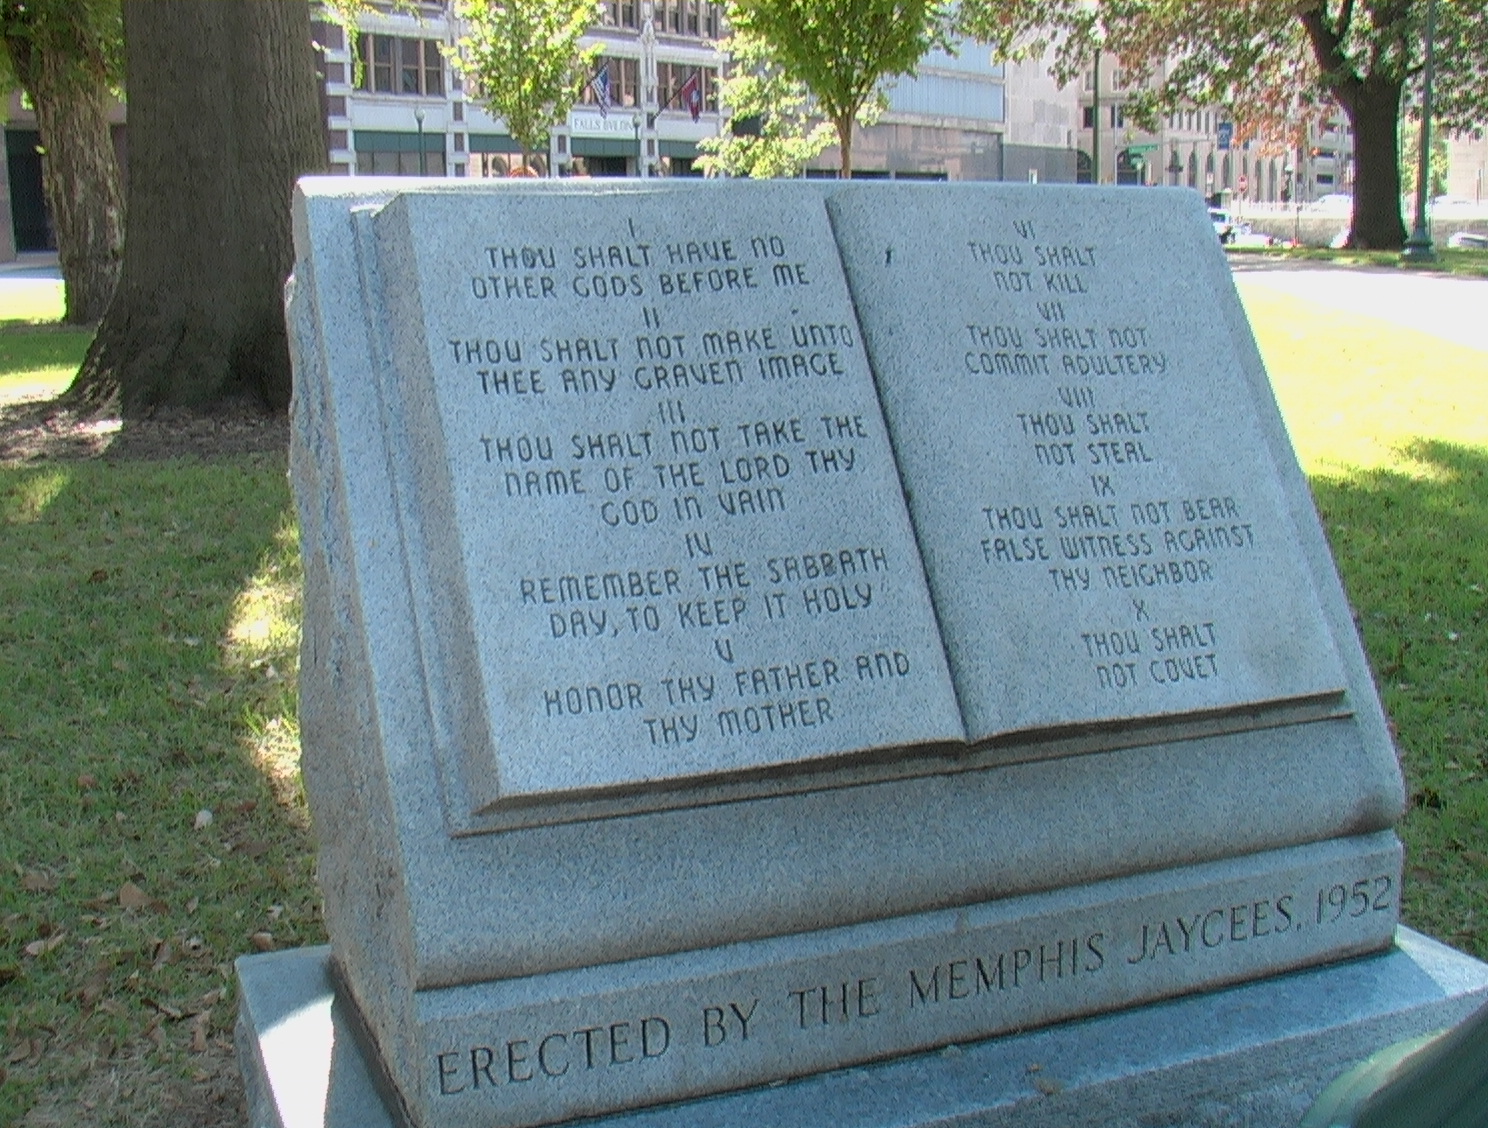 FALLS BUILDING
I
THOU SHALT HAVE NO
OTHER GODS BEFORE ME
II
THOU SHALT NOT MAKE UNTO
THEE ANY GRAVEN IMAGE
III
THOU SHALT NOT TAKE THE
NAME OF THE LORD THY
GOD IN VAIN
IV
REMEMBER THE SABBATH
DAY, TO KEEP IT HOLY
V
HONOR THY FATHER AND
THY MOTHER
VI
THOU SHALT
NOT KILL
VII
THOU SHALT NOT
COMMIT ADULTERY
VIII
THOU SHALT
NOT STEAL
IX
THOU SHALT NOT BEAR
FALSE WITNESS AGAINST
THY NEIGHBOR
X
THOU SHALT
NOT COVET
ERECTED BY THE MEMPHIS JAYCEES, 1952